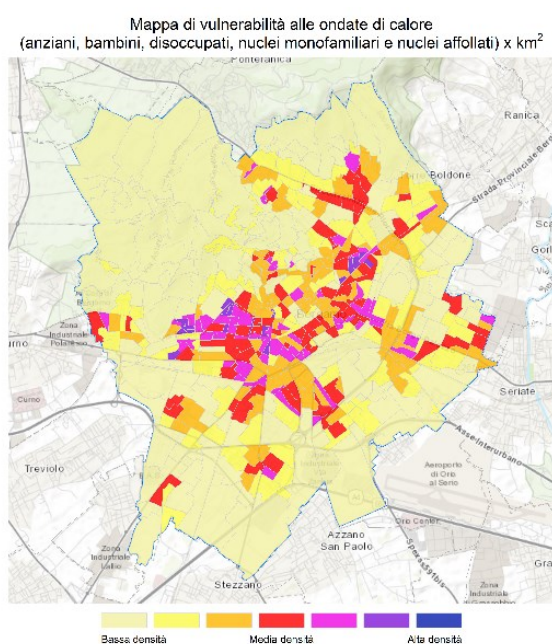 Mappa di vulnerabilità alle ondate di calore
(anziani, bambini, disoccupati, nuclei monofamiliari e nuclei affollati) x km²
Ponteranica
Ranica
Boldone
Strada Provinciale
Zona
Industriale
Curno
Seriate
Treviolo
Asse Interurbano
Aeroporto
di Orio
al Serio
Orio Center
Azzano
San Paolo
Zona
Industriale
Lallio
Stezzano
Zona
Industriale
Bassa densità
Media densità
Alta densità